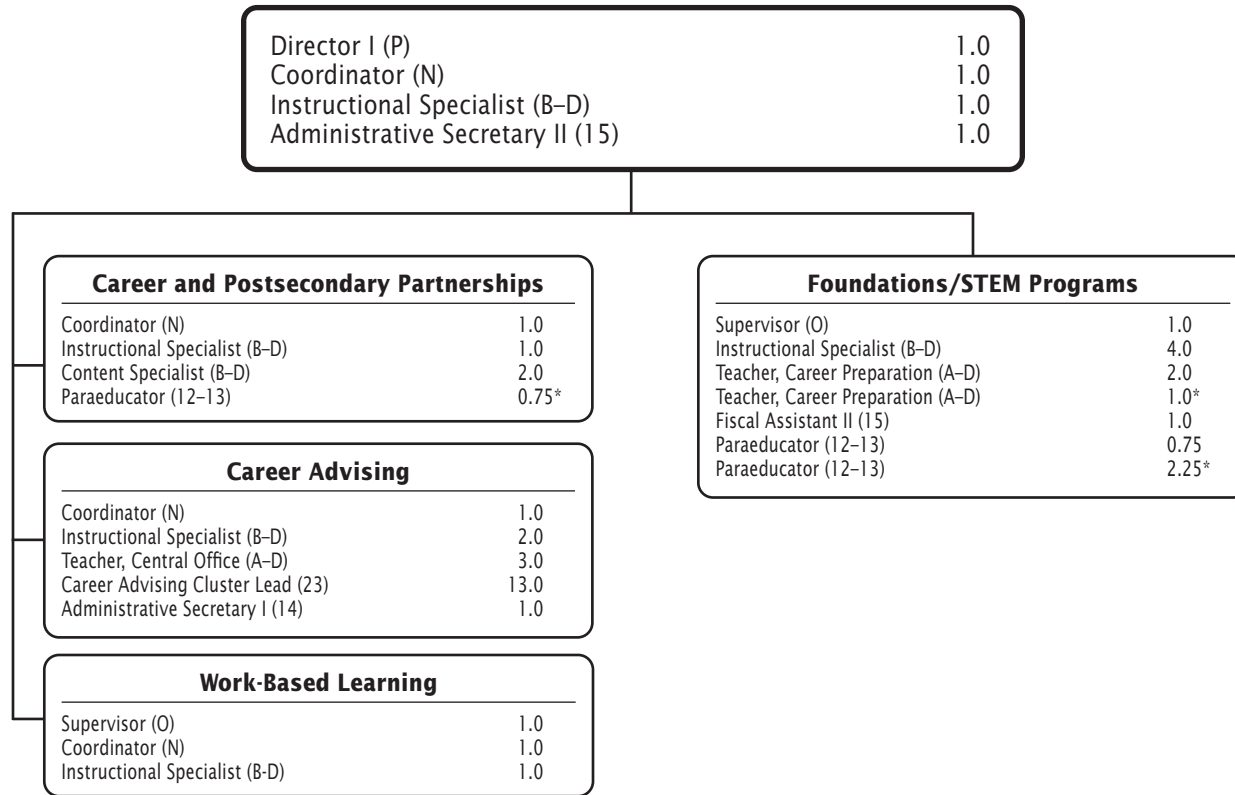 Director I (P) 1.0
Coordinator (N) 1.0
Instructional Specialist (B–D) 1.0
Administrative Secretary II (15) 1.0
Career and Postsecondary Partnerships
Coordinator (N) 1.0
Instructional Specialist (B–D) 1.0
Content Specialist (B–D) 2.0
Paraeducator (12–13) 0.75*
Career Advising
Coordinator (N) 1.0
Instructional Specialist (B–D) 2.0
Teacher, Central Office (A–D) 3.0
Career Advising Cluster Lead (23) 13.0
Administrative Secretary I (14) 1.0
Work-Based Learning
Supervisor (O) 1.0
Coordinator (N) 1.0
Instructional Specialist (B-D) 1.0
Foundations/STEM Programs
Supervisor (O) 1.0
Instructional Specialist (B–D) 4.0
Teacher, Career Preparation (A–D) 2.0
Teacher, Career Preparation (A–D) 1.0*
Fiscal Assistant II (15) 1.0
Paraeducator (12–13) 0.75
Paraeducator (12–13) 2.25*